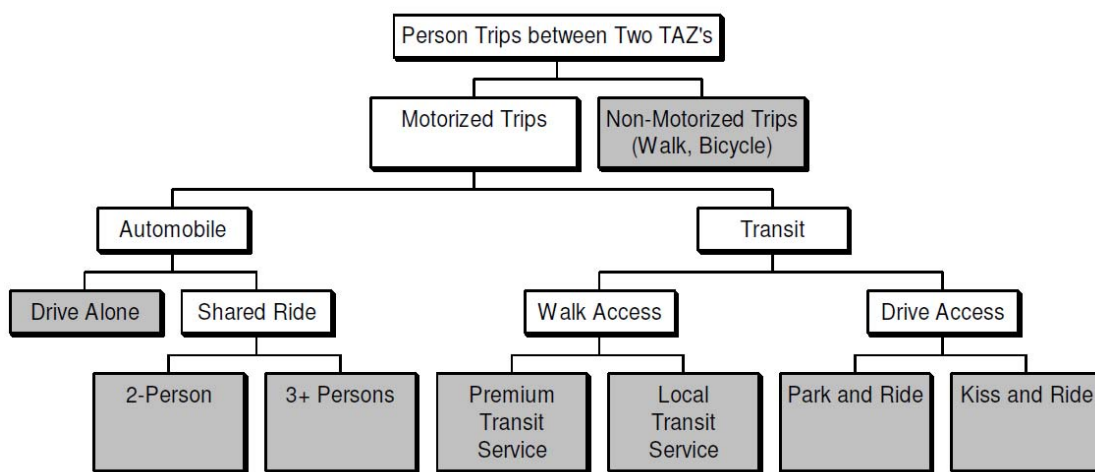 Person Trips between Two TAZ's
Motorized Trips
Non-Motorized Trips
(Walk, Bicycle)
Automobile
Transit
Drive Alone
Shared Ride
Walk Access
Drive Access
2-Person
3+ Persons
Premium
Transit
Service
Local
Transit
Service
Park and Ride
Kiss and Ride